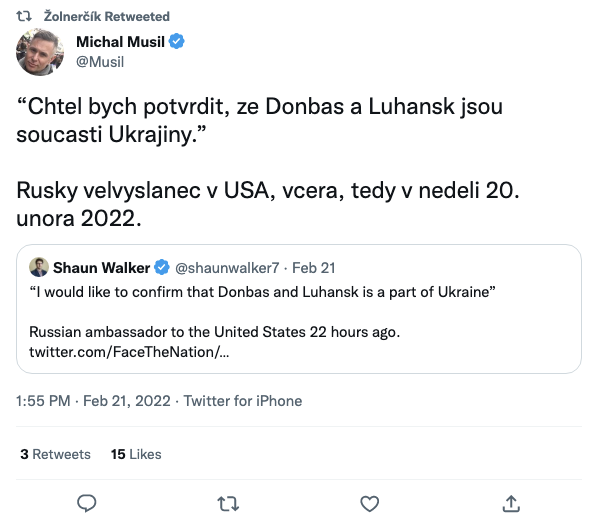 Žolnerčík Retweeted
Michal Musil
@Musil
“Chtel bych potvrdit, ze Donbas a Luhansk jsou
soucasti Ukrajiny.”
Rusky velvyslanec v USA, vcera, tedy v nedeli 20.
unora 2022.
Shaun Walker @shaunwalker7 · Feb 21
“I would like to confirm that Donbas and Luhansk is a part of Ukraine”
Russian ambassador to the United States 22 hours ago.
twitter.com/FaceTheNation/…
1:55 PM · Feb 21, 2022 · Twitter for iPhone
3 Retweets 15 Likes